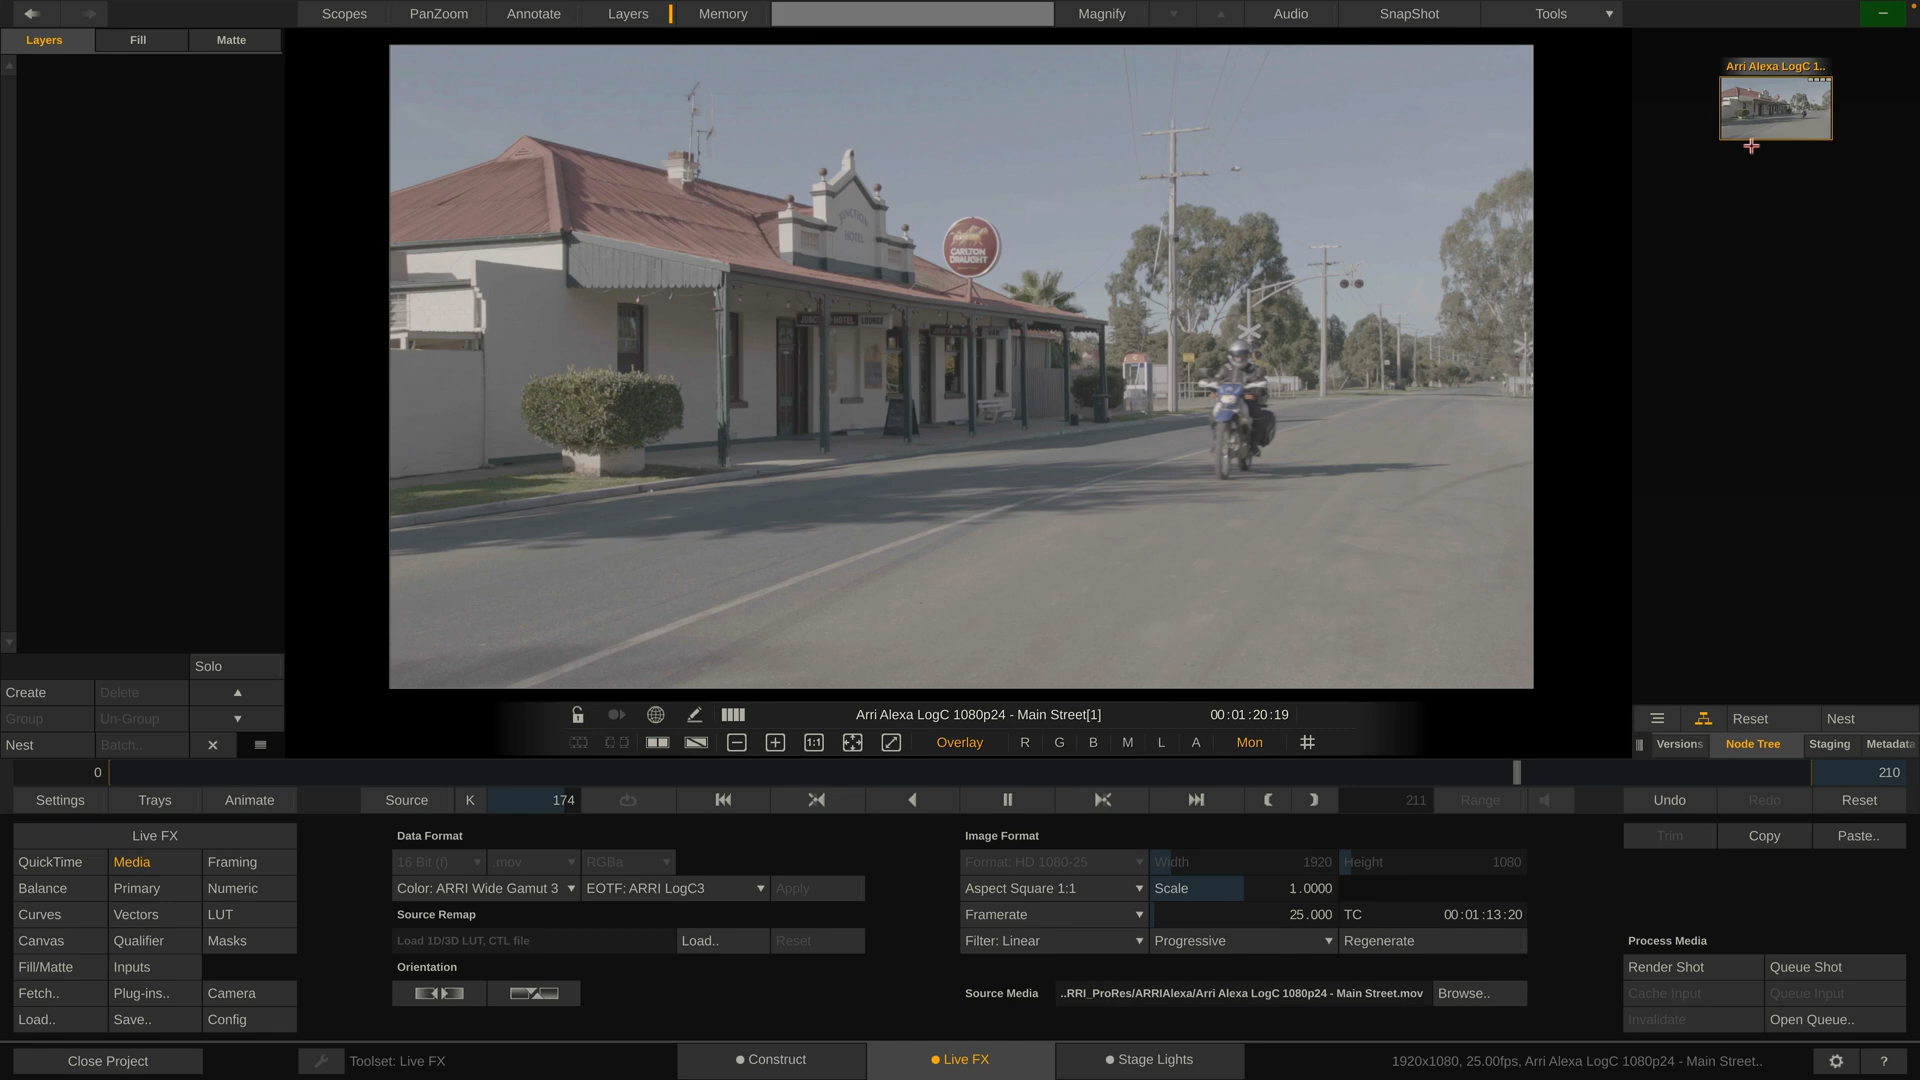 Scopes PanZoom Annotate Layers Memory Magnify Audio SnapShot Tools
Layers Fill Matte
Arri Alexa LogC 1..
JUNCTION
HOTEL
CARLTON
DRAUGHT
JUNCTION HOTEL LOUNGE
Solo
Create Delete
Group Un-Group
Nest Batch..
Arri Alexa LogC 1080p24 - Main Street[1] 00:01:20:19
1:1 Overlay R G B M L A Mon
Reset Nest
Versions Node Tree Staging Metadata
0 210
Settings Trays Animate Source K 174 211 Range Undo Redo Reset
Live FX
QuickTime Media Framing
Balance Primary Numeric
Curves Vectors LUT
Canvas Qualifier Masks
Fill/Matte Inputs
Fetch.. Plug-ins.. Camera
Load.. Save.. Config
Data Format
16 Bit (f) .mov RGBa
Color: ARRI Wide Gamut 3 EOTF: ARRI LogC3 Apply
Source Remap
Load 1D/3D LUT, CTL file Load.. Reset
Orientation
Image Format
Format: HD 1080-25 Width 1920 Height 1080
Aspect Square 1:1 Scale 1.0000
Framerate 25.000 TC 00:01:13:20
Filter: Linear Progressive Regenerate
Source Media ..RRI_ProRes/ARRIAlexa/Arri Alexa LogC 1080p24 - Main Street.mov Browse..
Trim Copy Paste..
Process Media
Render Shot Queue Shot
Cache Input Queue Input
Invalidate Open Queue..
Close Project Toolset: Live FX Construct Live FX Stage Lights 1920x1080, 25.00fps, Arri Alexa LogC 1080p24 - Main Street.. ?